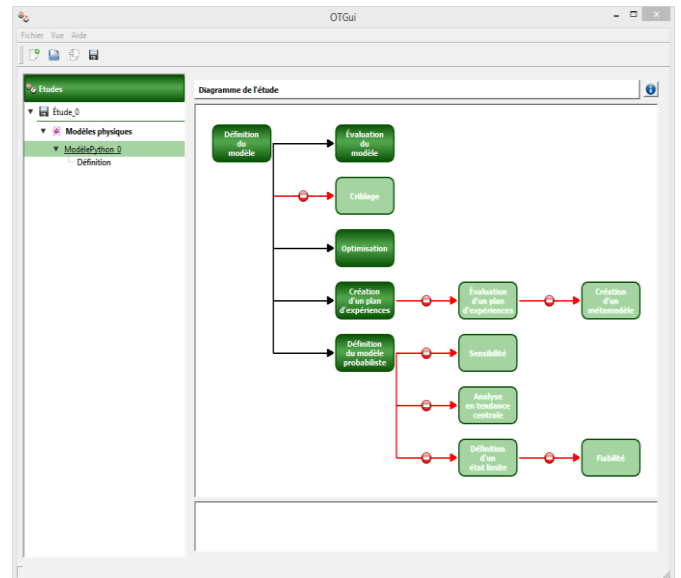 OTGui
Fichier Vue Aide
Études
Diagramme de l'étude
Étude_0
Modèles physiques
ModèlePython_0
Définition
Définition
du
modèle
Évaluation
du
modèle
Criblage
Optimisation
Création
d'un plan
d'expériences
Évaluation
d'un plan
d'expériences
Création
d'un
métamodèle
Définition
du modèle
probabiliste
Sensibilité
Analyse
en tendance
centrale
Définition
d'un
état limite
Fiabilité